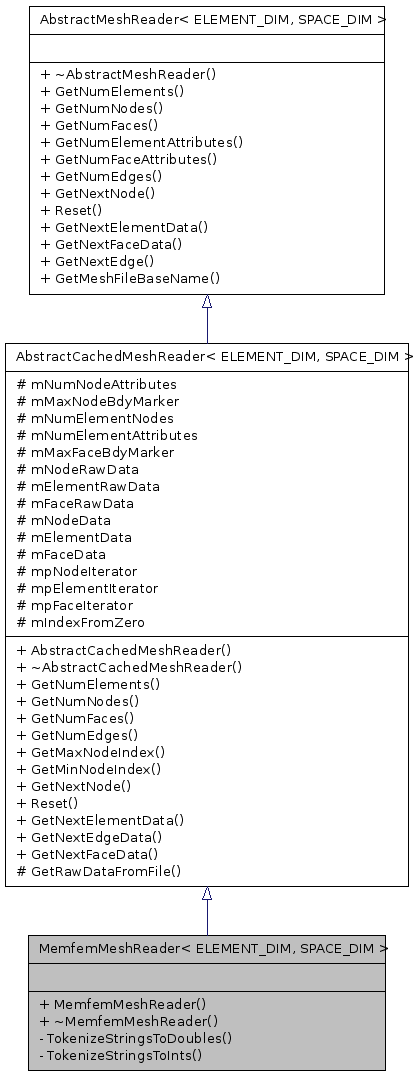 AbstractMeshReader< ELEMENT_DIM, SPACE_DIM >
+ ~AbstractMeshReader()
+ GetNumElements()
+ GetNumNodes()
+ GetNumFaces()
+ GetNumElementAttributes()
+ GetNumFaceAttributes()
+ GetNumEdges()
+ GetNextNode()
+ Reset()
+ GetNextElementData()
+ GetNextFaceData()
+ GetNextEdge()
+ GetMeshFileBaseName()
AbstractCachedMeshReader< ELEMENT_DIM, SPACE_DIM >
# mNumNodeAttributes
# mMaxNodeBdyMarker
# mNumElementNodes
# mNumElementAttributes
# mMaxFaceBdyMarker
# mNodeRawData
# mElementRawData
# mFaceRawData
# mNodeData
# mElementData
# mFaceData
# mpNodeIterator
# mpElementIterator
# mpFaceIterator
# mIndexFromZero
+ AbstractCachedMeshReader()
+ ~AbstractCachedMeshReader()
+ GetNumElements()
+ GetNumNodes()
+ GetNumFaces()
+ GetNumEdges()
+ GetMaxNodeIndex()
+ GetMinNodeIndex()
+ GetNextNode()
+ Reset()
+ GetNextElementData()
+ GetNextEdgeData()
+ GetNextFaceData()
# GetRawDataFromFile()
MemfemMeshReader< ELEMENT_DIM, SPACE_DIM >
+ MemfemMeshReader()
+ ~MemfemMeshReader()
- TokenizeStringsToDoubles()
- TokenizeStringsToInts()